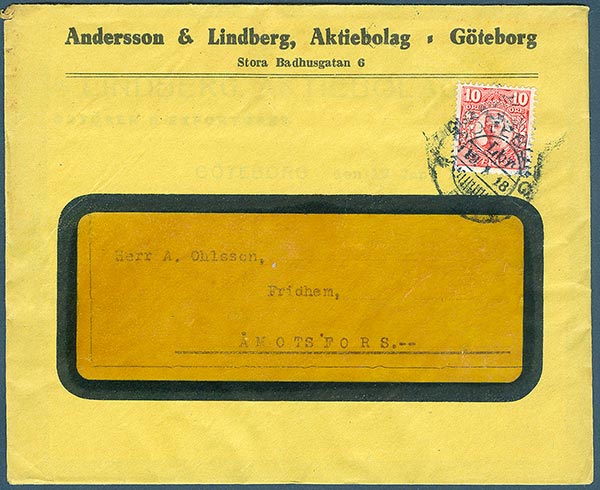 Andersson & Lindberg, Aktiebolag • Göteborg
Stora Badhusgatan 6
10 10
Herr A. Ohlsson,
Fridhem,
ÅMOTSFORS.--